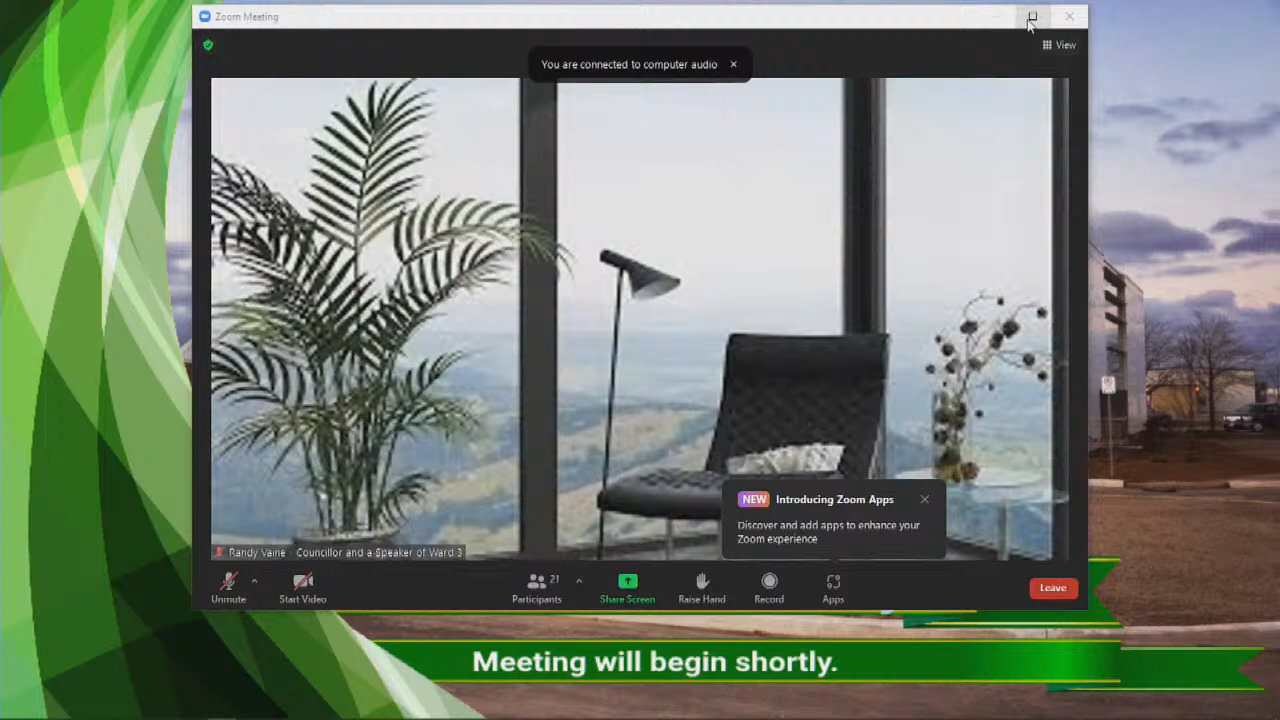 Zoom Meeting
View
You are connected to computer audio
NEW Introducing Zoom Apps
Discover and add apps to enhance your
Zoom experience
Randy Vaine Councillor and a Speaker of Ward 3
Unmute
Start Video
21
Participants
Share Screen
Raise Hand
Record
Apps
Leave
Meeting will begin shortly.